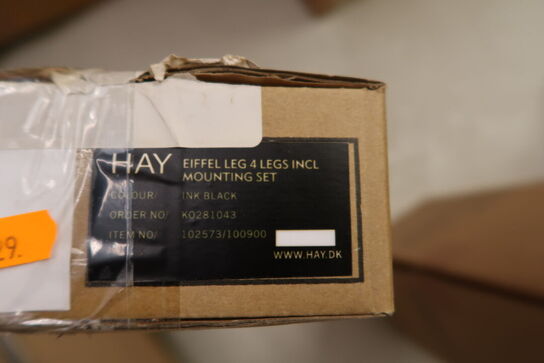 HAY EIFFEL LEG 4 LEGS INCL
MOUNTING SET
COLOUR/ INK BLACK
ORDER NO/ K0281043
ITEM NO/ 102573/100900
WWW.HAY.DK
29.